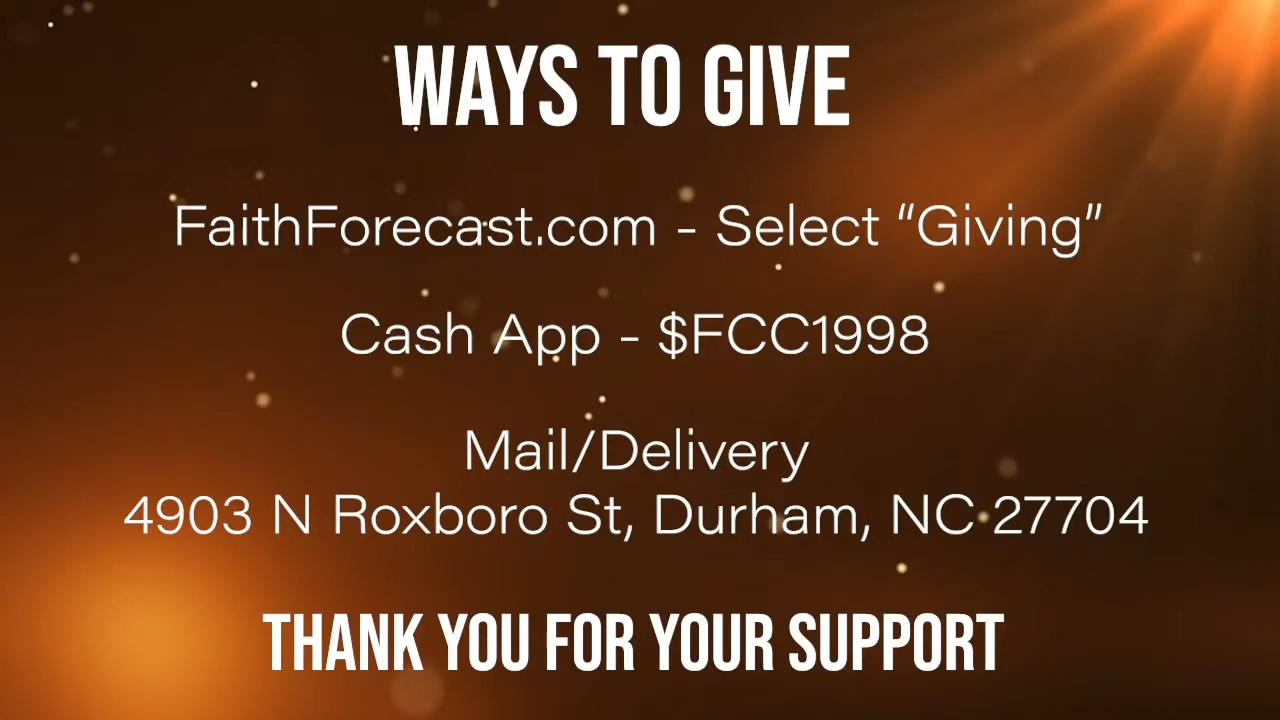 WAYS TO GIVE
FaithForecast.com - Select “Giving”
Cash App - $FCC1998
Mail/Delivery
4903 N Roxboro St, Durham, NC 27704
THANK YOU FOR YOUR SUPPORT